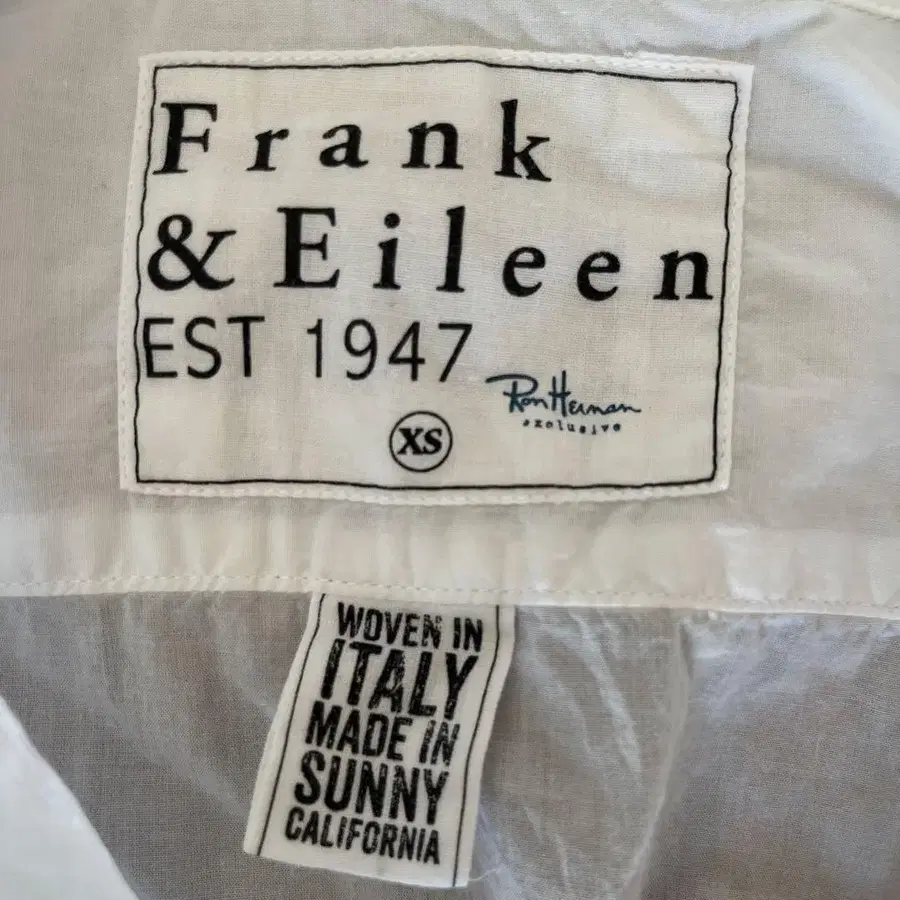 Frank
& Eileen
EST 1947
Ron Herman
exclusive
XS
WOVEN IN
ITALY
MADE IN
SUNNY
CALIFORNIA